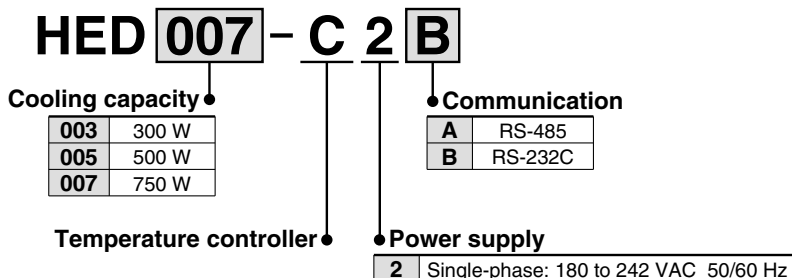 HED 007 - C 2 B
Cooling capacity
003 300 W
005 500 W
007 750 W
Communication
A RS-485
B RS-232C
Temperature controller
Power supply
2 Single-phase: 180 to 242 VAC 50/60 Hz